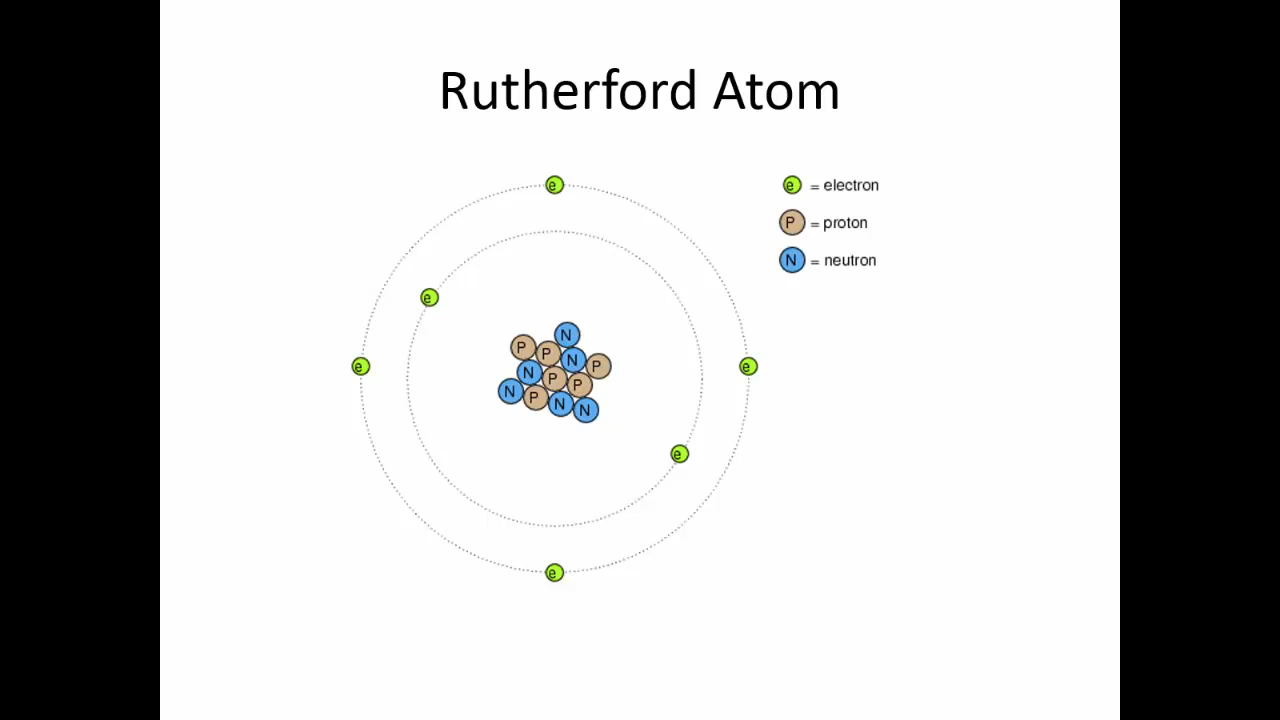 Rutherford Atom
e = electron
P = proton
N = neutron
e
e
N
P P N P
N P P
N P N N
e e
e
e